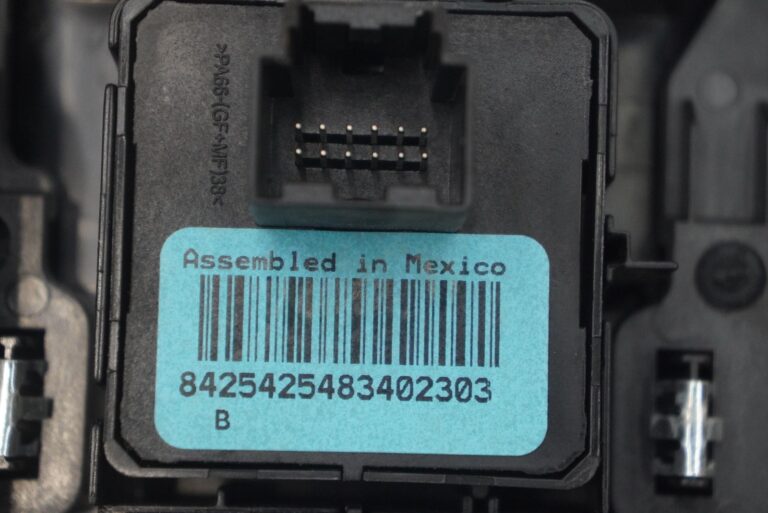 >PA66-(GF+MF)38<
Assembled in Mexico
8425425483402303
B